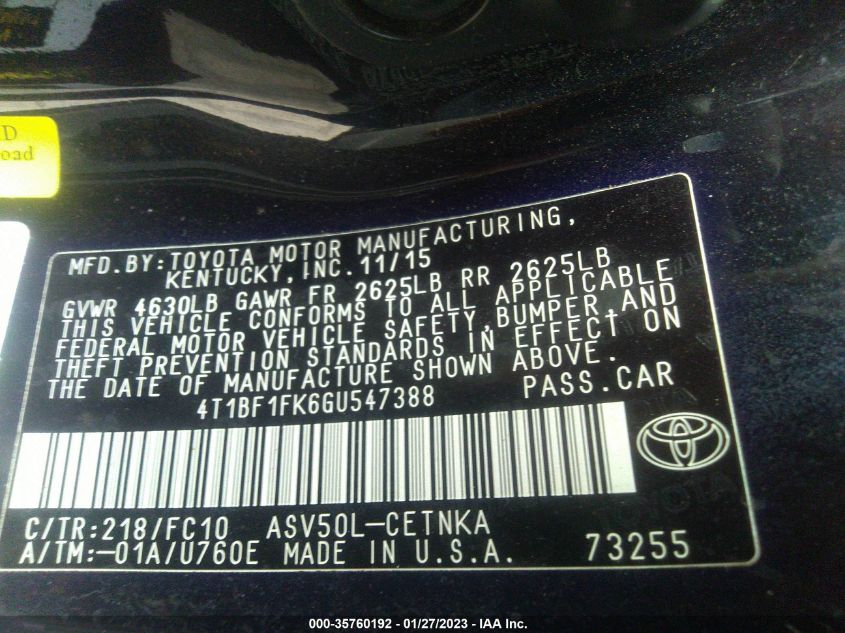 D
oad
MFD.BY:TOYOTA MOTOR MANUFACTURING,
KENTUCKY, INC. 11/15
GVWR 4630LB GAWR FR 2625LB RR 2625LB
THIS VEHICLE CONFORMS TO ALL APPLICABLE
FEDERAL MOTOR VEHICLE SAFETY,BUMPER,AND
THEFT PREVENTION STANDARDS IN EFFECT ON
THE DATE OF MANUFACTURE SHOWN ABOVE.
4T1BF1FK6GU547388 PASS.CAR
C/TR:218/FC10 ASV50L-CETNKA
A/TM:-01A/U760E MADE IN U.S.A. 73255
TOYOTA
000-35760192 - 01/27/2023 - IAA Inc.